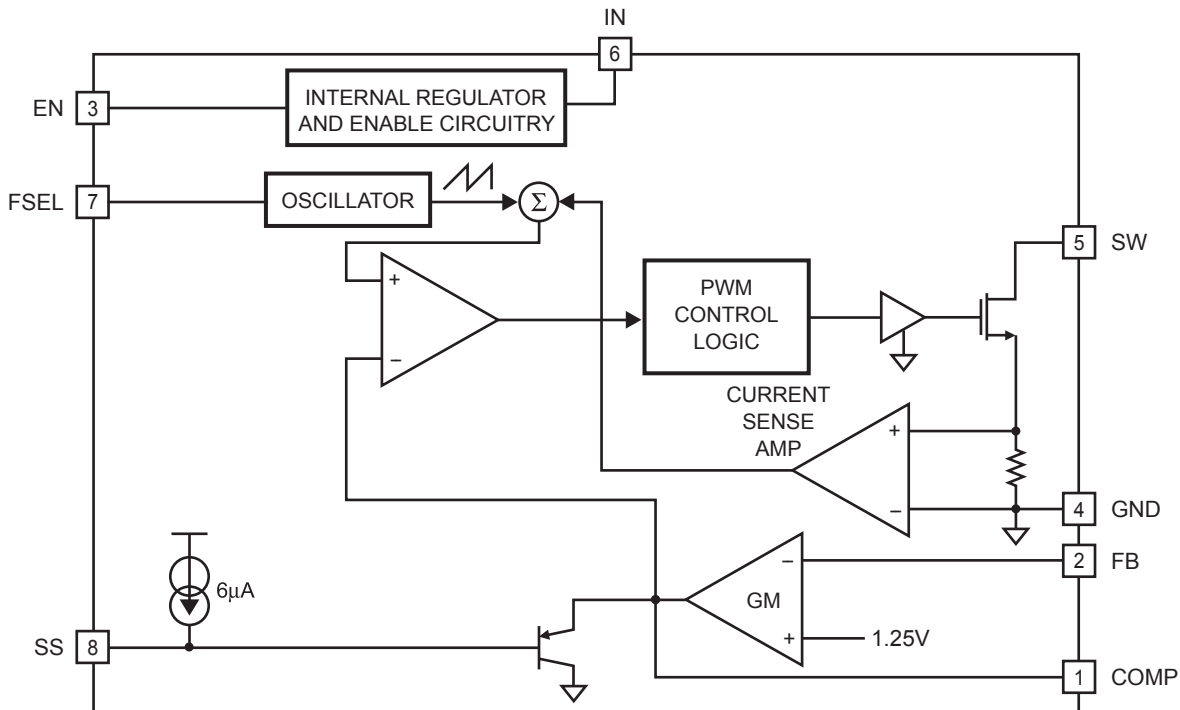 IN
6
EN
3
INTERNAL REGULATOR
AND ENABLE CIRCUITRY
FSEL
7
OSCILLATOR
Σ
5
SW
+
−
PWM
CONTROL
LOGIC
CURRENT
SENSE
AMP
+
−
4
GND
2
FB
−
GM
+
1.25V
6µA
SS
8
1
COMP